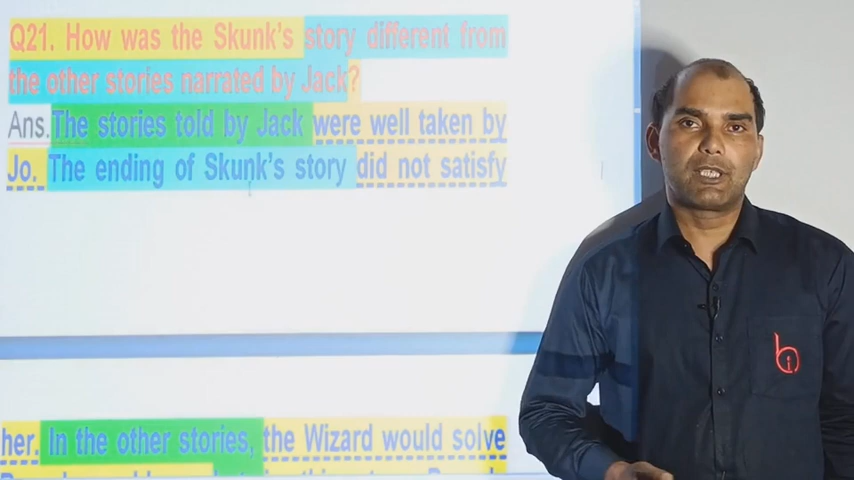 Q21. How was the Skunk's story different from
the other stories narrated by Jack?
Ans.The stories told by Jack were well taken by
Jo. The ending of Skunk's story did not satisfy
her. In the other stories, the Wizard would solve